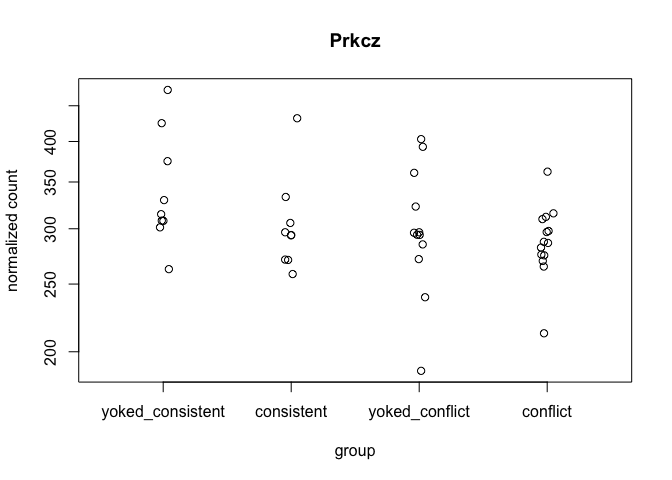 Prkcz
normalized count
400
350
300
250
200
yoked_consistent consistent yoked_conflict conflict
group